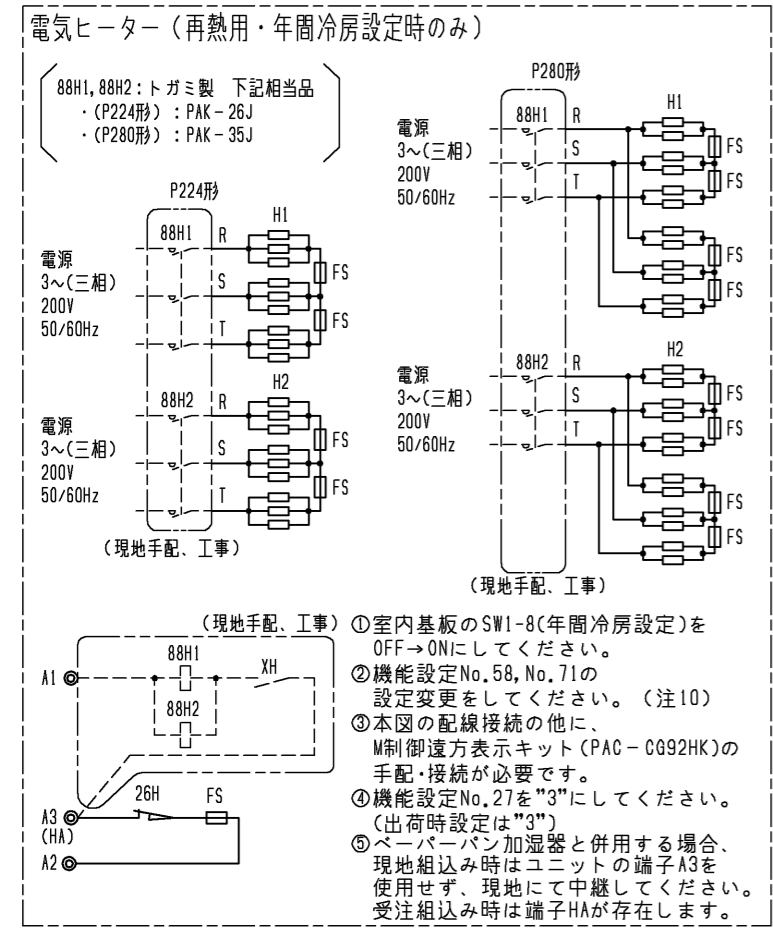 電気ヒーター（再熱用・年間冷房設定時のみ）
88H1,88H2：トガミ製　下記相当品
・(P224形）：PAK－26J
・(P280形）：PAK－35J
P224形
88H1
R
S
T
H1
FS
FS
電源
3～(三相)
200V
50/60Hz
88H2
R
S
T
H2
FS
FS
電源
3～(三相)
200V
50/60Hz
（現地手配、工事）
P280形
88H1
R
S
T
H1
FS
FS
FS
FS
電源
3～(三相)
200V
50/60Hz
88H2
R
S
T
H2
FS
FS
FS
FS
電源
3～(三相)
200V
50/60Hz
（現地手配、工事）
（現地手配、工事）
88H1
XH
A1
88H2
26H
FS
A3
(HA)
A2
①室内基板のSW1-8(年間冷房設定)を
OFF→ONにしてください。
②機能設定No.58,No.71の
設定変更をしてください。（注10）
③本図の配線接続の他に、
M制御遠方表示キット(PAC－CG92HK)の
手配･接続が必要です。
④機能設定No.27を”3”にしてください。
(出荷時設定は”3”)
⑤ベーパーパン加湿器と併用する場合、
現地組込み時はユニットの端子A3を
使用せず、現地にて中継してください。
受注組込み時は端子HAが存在します。